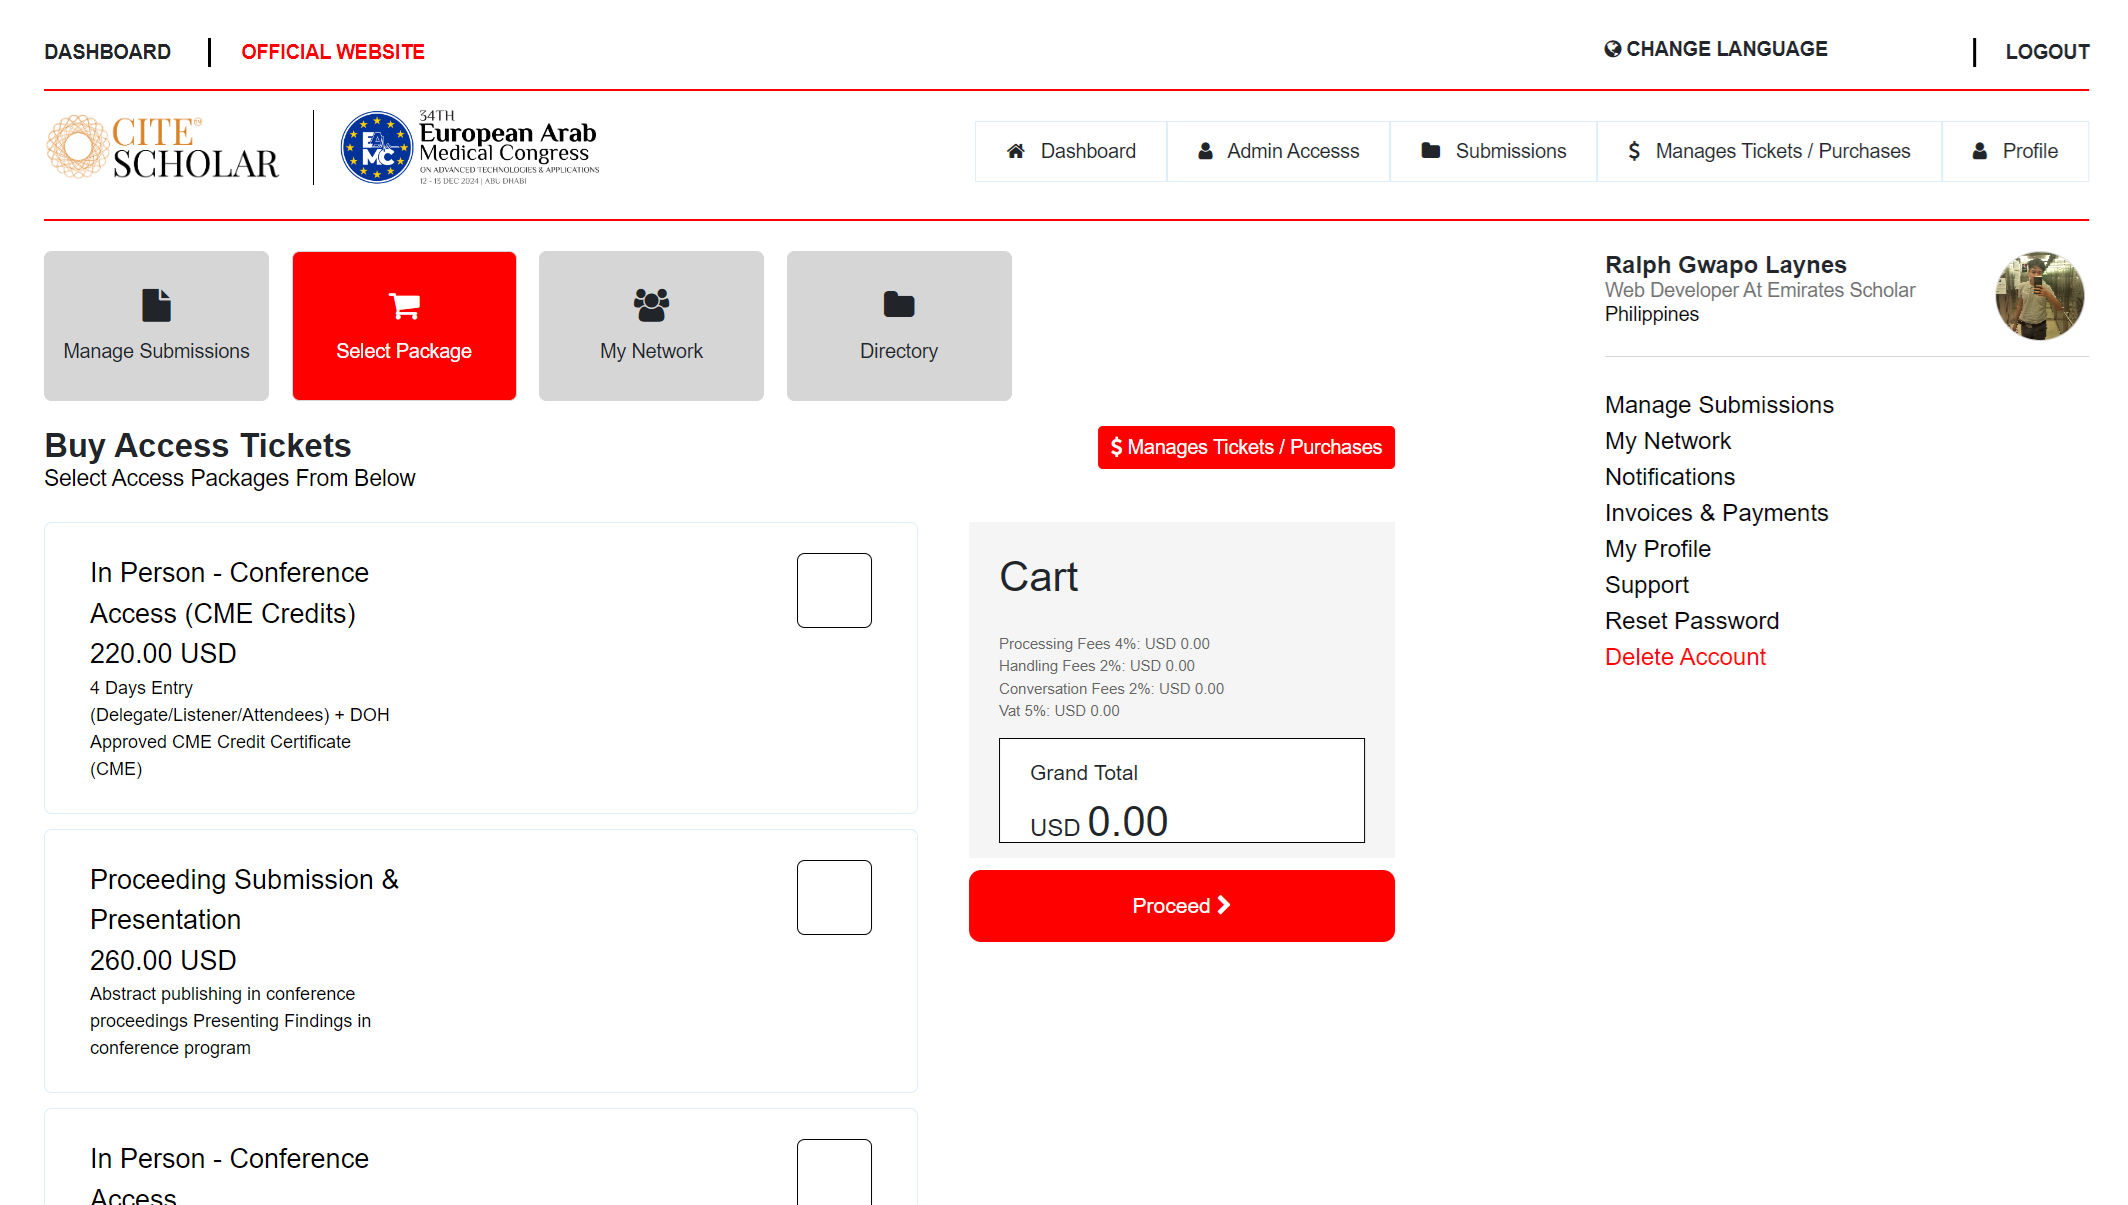 DASHBOARD
OFFICIAL WEBSITE
CHANGE LANGUAGE
LOGOUT
CITE
SCHOLAR
EA
MC
34TH
European Arab
Medical Congress
ON ADVANCED TECHNOLOGIES & APPLICATIONS
12 - 15 DEC 2024 | ABU DHABI
Dashboard
Admin Accesss
Submissions
$ Manages Tickets / Purchases
Profile
Manage Submissions
Select Package
My Network
Directory
Ralph Gwapo Laynes
Web Developer At Emirates Scholar
Philippines
Buy Access Tickets
Select Access Packages From Below
$ Manages Tickets / Purchases
In Person - Conference
Access (CME Credits)
220.00 USD
4 Days Entry
(Delegate/Listener/Attendees) + DOH
Approved CME Credit Certificate
(CME)
Proceeding Submission &
Presentation
260.00 USD
Abstract publishing in conference
proceedings Presenting Findings in
conference program
In Person - Conference
Access
Cart
Processing Fees 4%: USD 0.00
Handling Fees 2%: USD 0.00
Conversation Fees 2%: USD 0.00
Vat 5%: USD 0.00
Grand Total
USD 0.00
Proceed
Manage Submissions
My Network
Notifications
Invoices & Payments
My Profile
Support
Reset Password
Delete Account